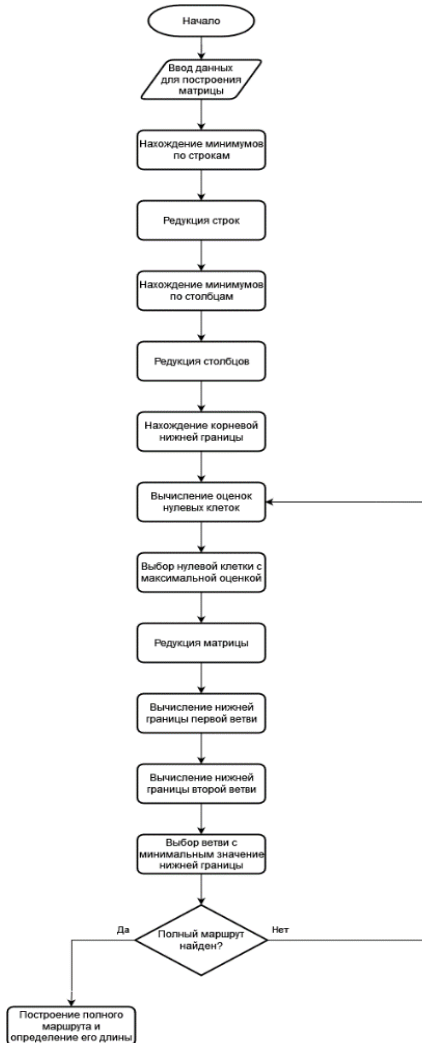 Начало
Ввод данных
для построения
матрицы
Нахождение минимумов
по строкам
Редукция строк
Нахождение минимумов
по столбцам
Редукция столбцов
Нахождение корневой
нижней границы
Вычисление оценок
нулевых клеток
Выбор нулевой клетки с
максимальной оценкой
Редукция матрицы
Вычисление нижней
границы первой ветви
Вычисление нижней
границы второй ветви
Выбор ветви с
минимальным значение
нижней границы
Да
Полный маршрут
найден?
Нет
Построение полного
маршрута и
определение его длины